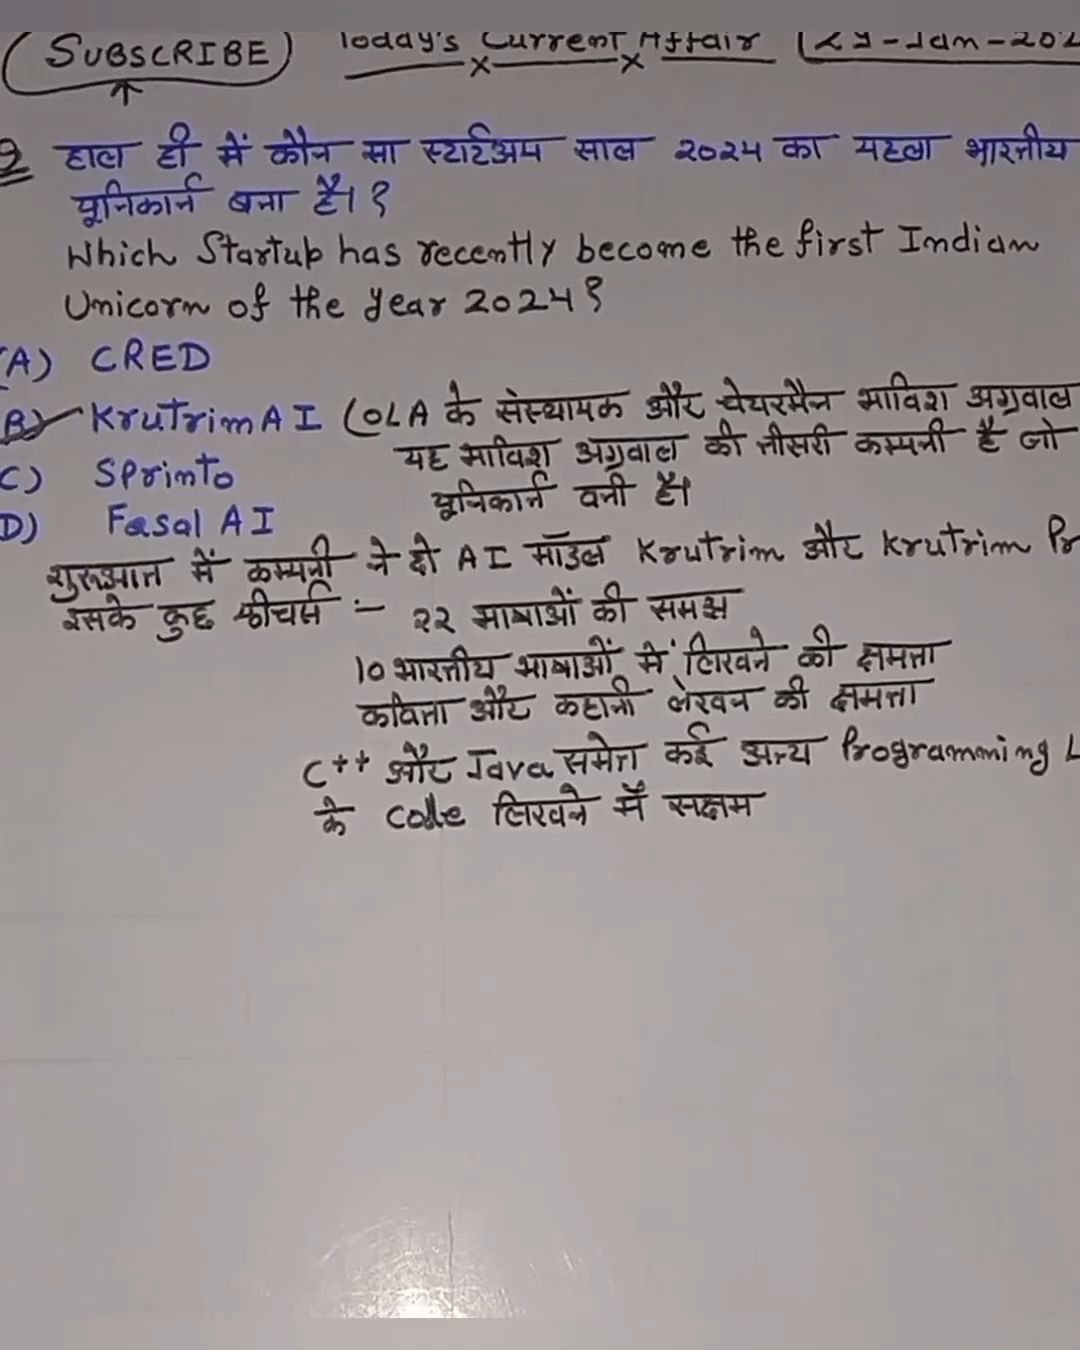 SUBSCRIBE Today's Current Affair
Q हाल ही में कौन सा स्टार्टअप साल 2024 का पहला भारतीय
यूनिकार्न बना है। ?
Which Startup has recently become the first Indian
Unicorn of the year 2024?
(A) CRED
(B) Krutrim AI (OLA के संस्थापक और चेयरमैन भाविश अग्रवाल
यह भाविश अग्रवाल की तीसरी कम्पनी है जो
C) Sprinto
यूनिकार्न बनी है।
D) Fasal AI
शुरूआत में कम्पनी ने दो AI मॉडल Krutrim और Krutrim Pr
इसके कुछ फीचर्स :- 22 भाषाओं की समझ
10 भारतीय भाषाओं में लिखने की क्षमता
कविता और कहानी लेखन की क्षमता
C++ और Java समेत कई अन्य Programming L
के Code लिखने में सक्षम